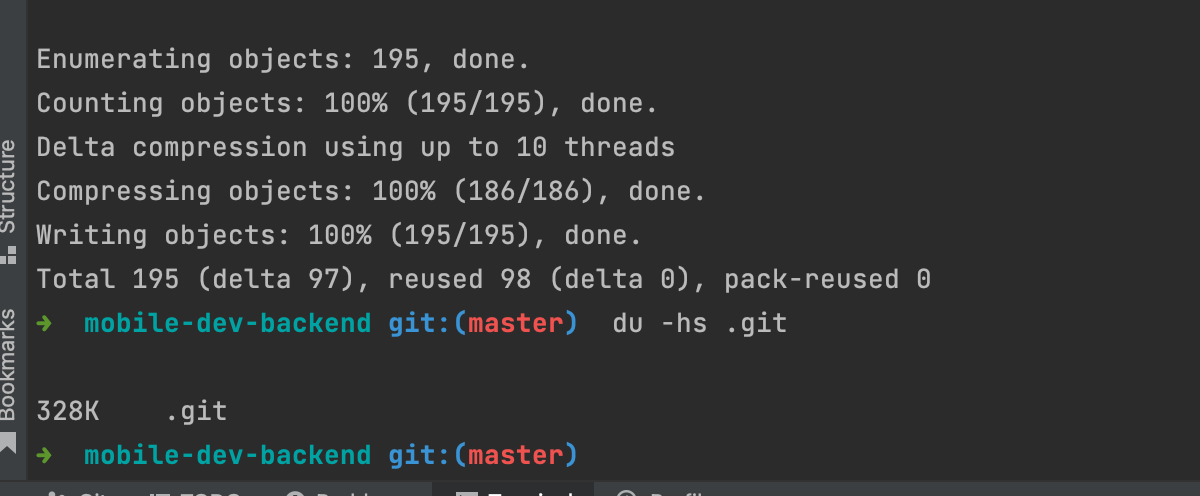 Enumerating objects: 195, done.
Counting objects: 100% (195/195), done.
Delta compression using up to 10 threads
Compressing objects: 100% (186/186), done.
Writing objects: 100% (195/195), done.
Total 195 (delta 97), reused 98 (delta 0), pack-reused 0
➜ mobile-dev-backend git:(master) du -hs .git
328K .git
➜ mobile-dev-backend git:(master)
Structure
Bookmarks